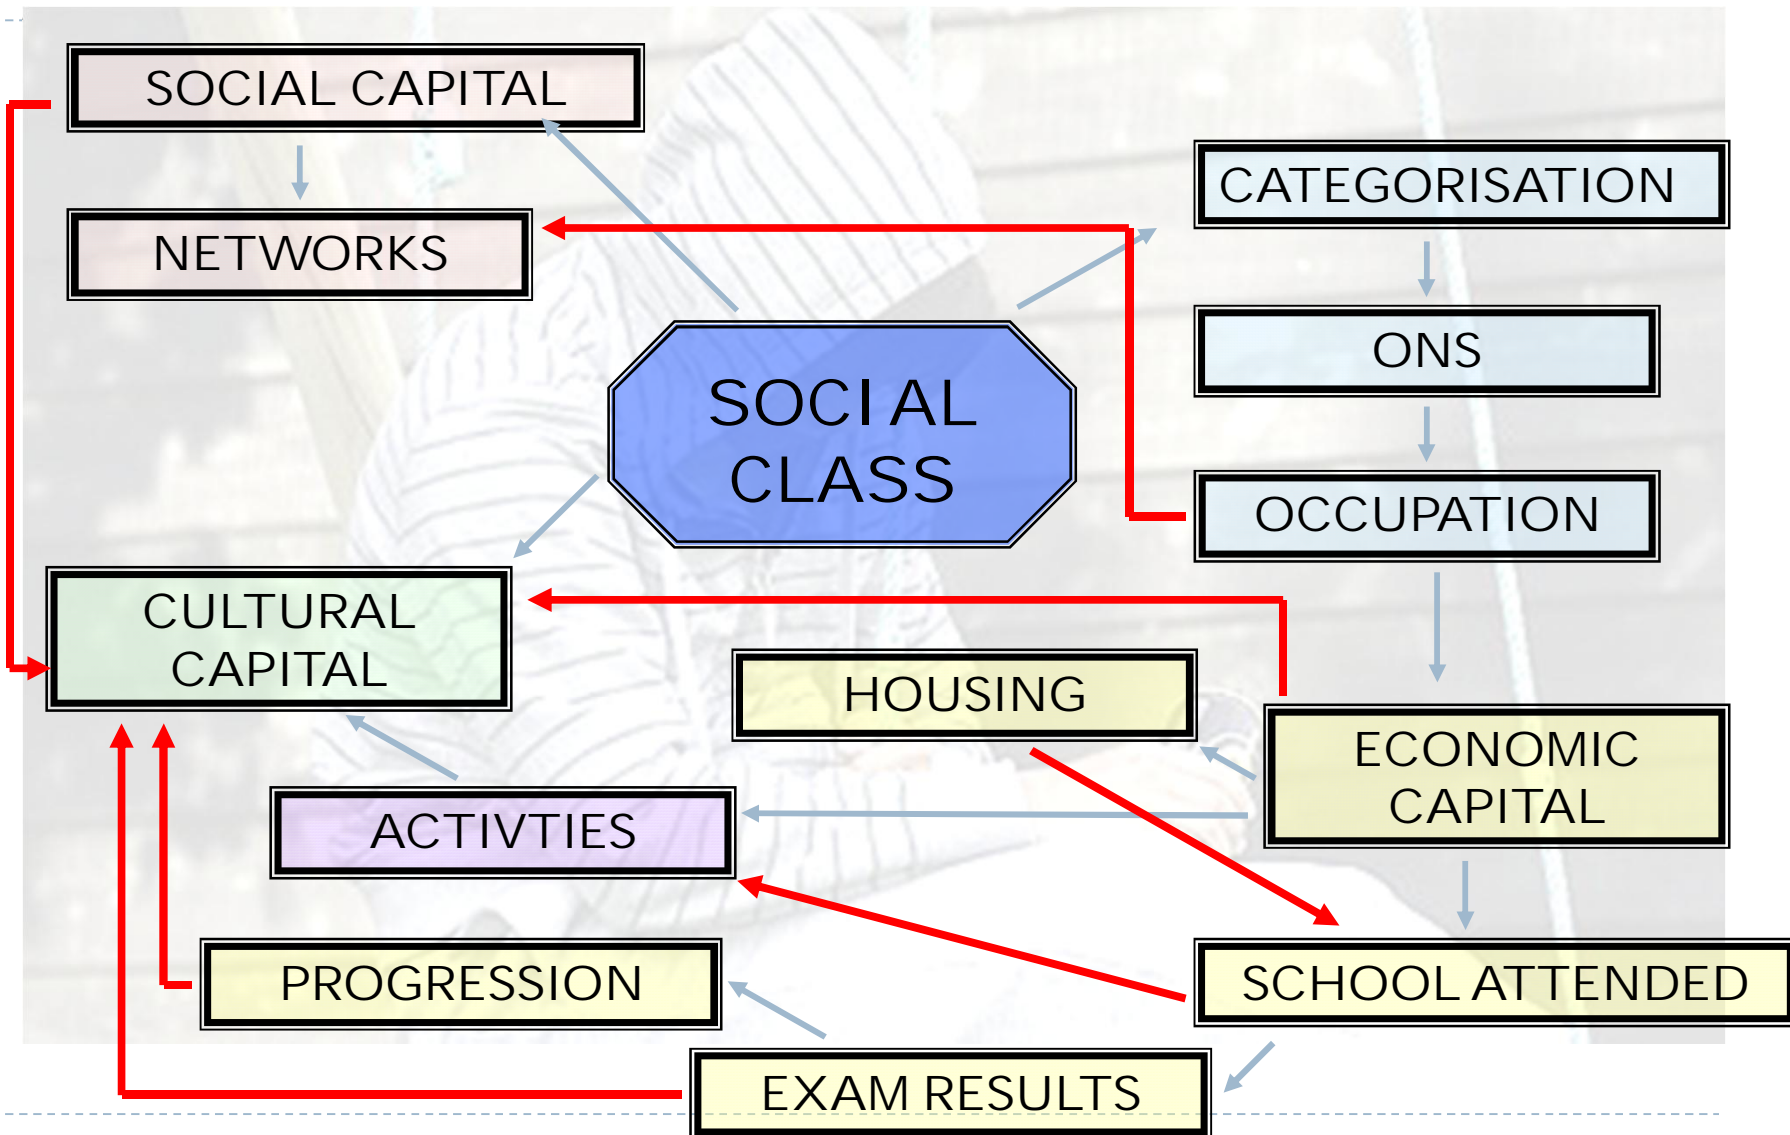 SOCIAL CAPITAL
CATEGORISATION
NETWORKS
ONS
SOCIAL
CLASS
OCCUPATION
CULTURAL
CAPITAL
HOUSING
ECONOMIC
CAPITAL
ACTIVTIES
PROGRESSION
SCHOOL ATTENDED
EXAM RESULTS